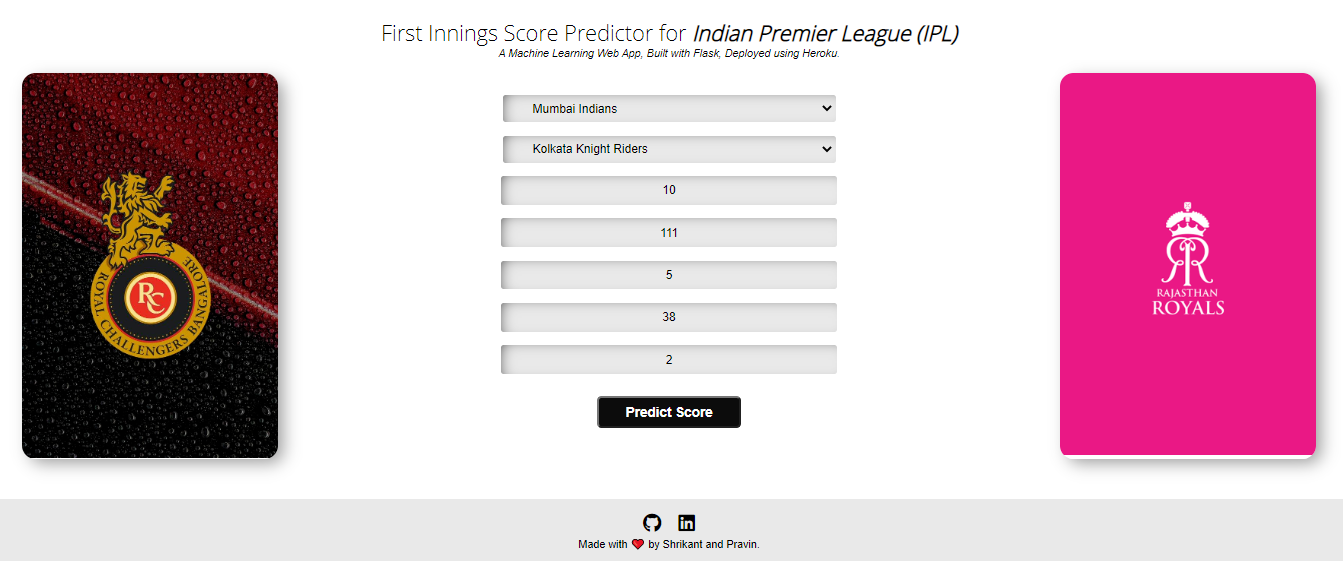 First Innings Score Predictor for Indian Premier League (IPL)
A Machine Learning Web App, Built with Flask, Deployed using Heroku.
ROYAL CHALLENGERS BANGALORE
RC
Mumbai Indians
Kolkata Knight Riders
10
111
5
38
2
Predict Score
RAJASTHAN
ROYALS
in
Made with ❤ by Shrikant and Pravin.